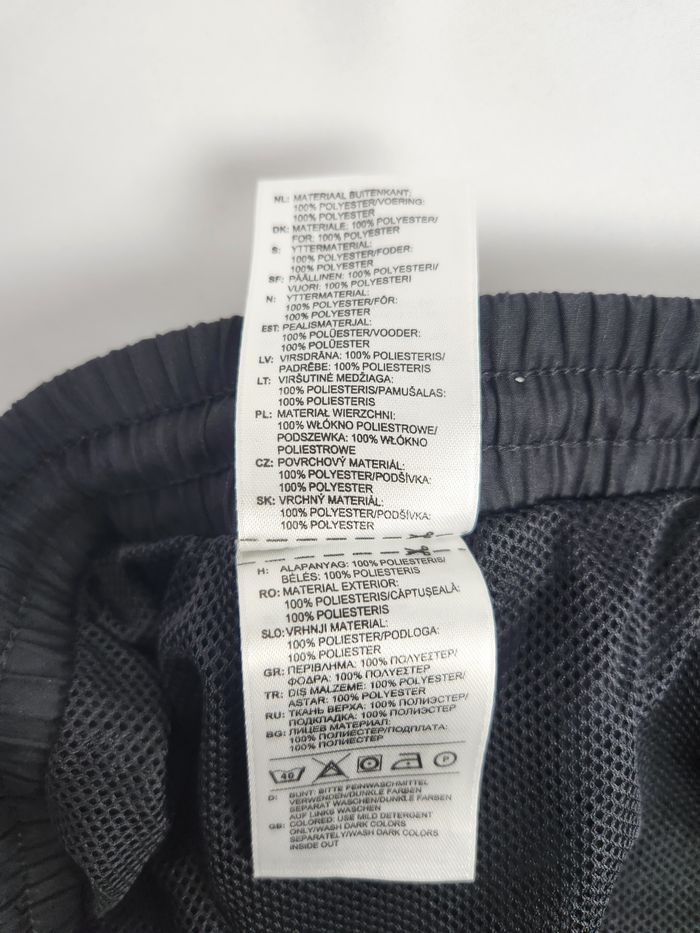 NL: MATERIAAL BUITENKANT:
100% POLYESTER/VOERING:
100% POLYESTER
DK: MATERIALE: 100% POLYESTER/
FOR: 100% POLYESTER
S: YTTERMATERIAL:
100% POLYESTER/FODER:
100% POLYESTER
SF: PÄÄLLINEN: 100% POLYESTERI/
VUORI: 100% POLYESTERI
N: YTTERMATERIAL:
100% POLYESTER/FÔR:
100% POLYESTER
EST: PEALISMATERJAL:
100% POLÜESTER/VOODER:
100% POLÜESTER
LV: VIRSDRĀNA: 100% POLIESTERIS/
PADRĒBE: 100% POLIESTERIS
LT: VIRŠUTINĖ MEDŽIAGA:
100% POLIESTERIS/PAMUŠALAS:
100% POLIESTERIS
PL: MATERIAŁ WIERZCHNI:
100% WŁÓKNO POLIESTROWE/
PODSZEWKA: 100% WŁÓKNO
POLIESTROWE
CZ: POVRCHOVÝ MATERIÁL:
100% POLYESTER/PODŠÍVKA:
100% POLYESTER
SK: VRCHNÝ MATERIÁL:
100% POLYESTER/PODŠÍVKA:
100% POLYESTER
H: ALAPANYAG: 100% POLIESZTER/
BÉLÉS: 100% POLIESZTER
RO: MATERIAL EXTERIOR:
100% POLIESTERIS/CĂPTUŞEALĂ:
100% POLIESTERIS
SLO: VRHNJI MATERIAL:
100% POLIESTER/PODLOGA:
100% POLIESTER
GR: ΠΕΡΙΒΛΗΜΑ: 100% ΠΟΛΥΕΣΤΕΡ/
ΦΟΔΡΑ: 100% ΠΟΛΥΕΣΤΕΡ
TR: DIŞ MALZEME: 100% POLYESTER/
ASTAR: 100% POLYESTER
RU: ТКАНЬ ВЕРХА: 100% ПОЛИЭСТЕР/
ПОДКЛАДКА: 100% ПОЛИЭСТЕР
BG: ЛИЦЕВ МАТЕРИАЛ:
100% ПОЛИЕСТЕР/ПОДПЛАТА:
100% ПОЛИЕСТЕР
40 P
D: BUNT: BITTE FEINWASCHMITTEL
VERWENDEN/DUNKLE FARBEN
SEPARAT WASCHEN/DUNKLE FARBEN
AUF LINKS WASCHEN
GB: COLORED: USE MILD DETERGENT
ONLY/WASH DARK COLORS
SEPARATELY/WASH DARK COLORS
INSIDE OUT